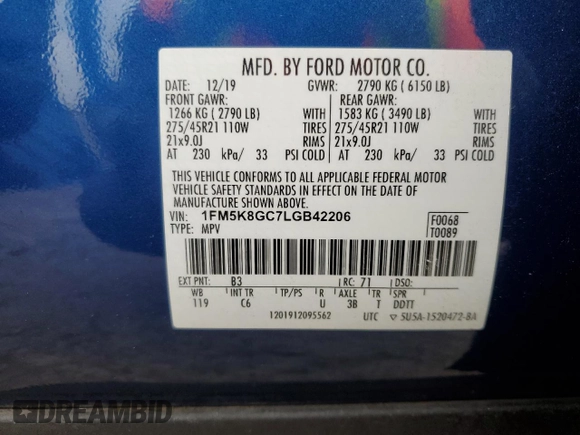 MFD. BY FORD MOTOR CO.
DATE: 12/19 GVWR: 2790 KG ( 6150 LB)
FRONT GAWR: REAR GAWR:
1266 KG ( 2790 LB) WITH 1583 KG ( 3490 LB) WITH
275/45R21 110W TIRES 275/45R21 110W TIRES
21x9.0J RIMS 21x9.0J RIMS
AT 230 kPa/ 33 PSI COLD AT 230 kPa/ 33 PSI COLD
THIS VEHICLE CONFORMS TO ALL APPLICABLE FEDERAL MOTOR
VEHICLE SAFETY STANDARDS IN EFFECT ON THE DATE OF
MANUFACTURE SHOWN ABOVE.
VIN: 1FM5K8GC7LGB42206 F0068
TYPE: MPV T0089
EXT PNT: B3 RC: 71 DSO:
WB INT TR TP/PS R AXLE TR SPR
119 C6 U 3B T DDTT
1201912095562 UTC ▽ 5U5A-1520472-BA
DREAMBID